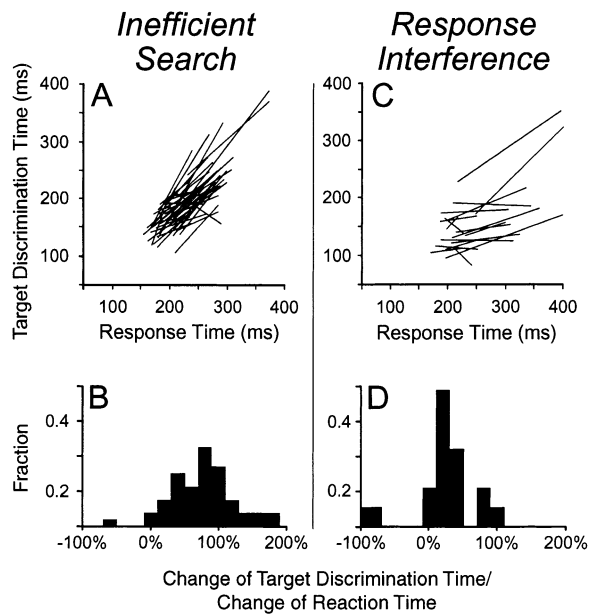 Inefficient
Search
Response
Interference
Target Discrimination Time (ms)
A
400
300
200
100
100 200 300 400
Response Time (ms)
C
400
300
200
100
100 200 300 400
Response Time (ms)
Fraction
B
0.4
0.2
-100% 0% 100% 200%
D
0.4
0.2
-100% 0% 100% 200%
Change of Target Discrimination Time/
Change of Reaction Time